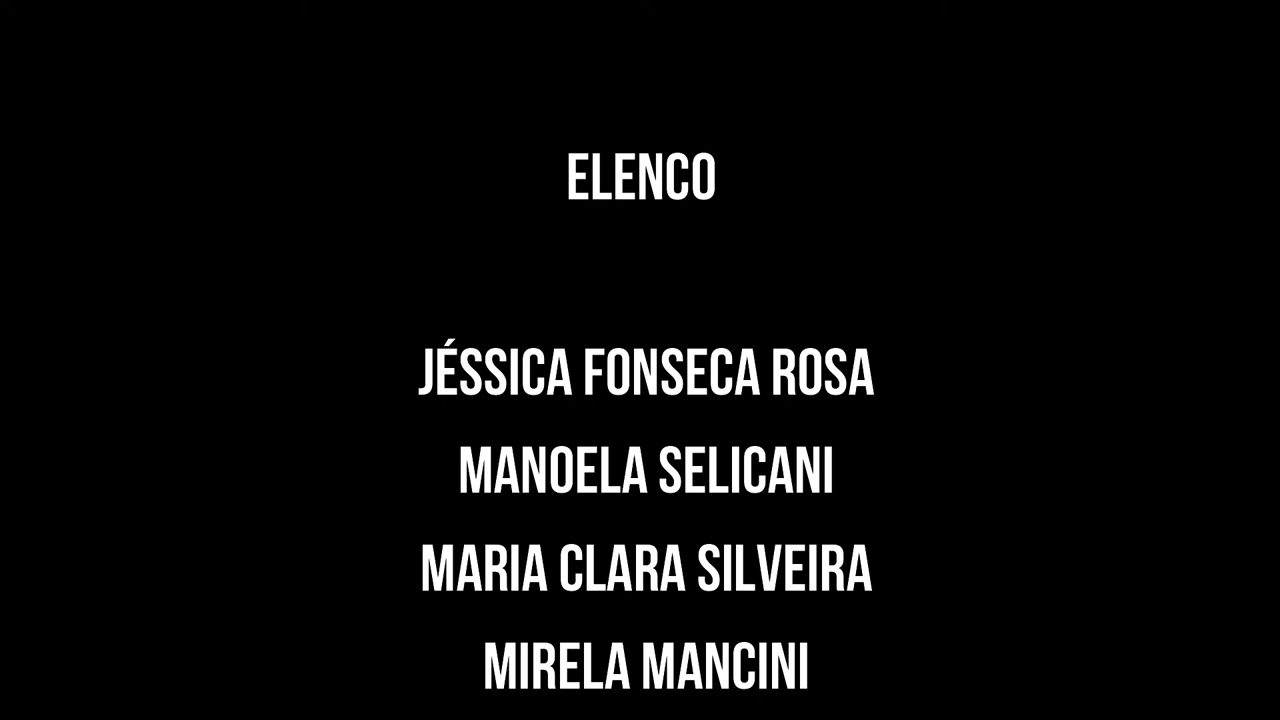 ELENCO
JÉSSICA FONSECA ROSA
MANOELA SELICANI
MARIA CLARA SILVEIRA
MIRELA MANCINI